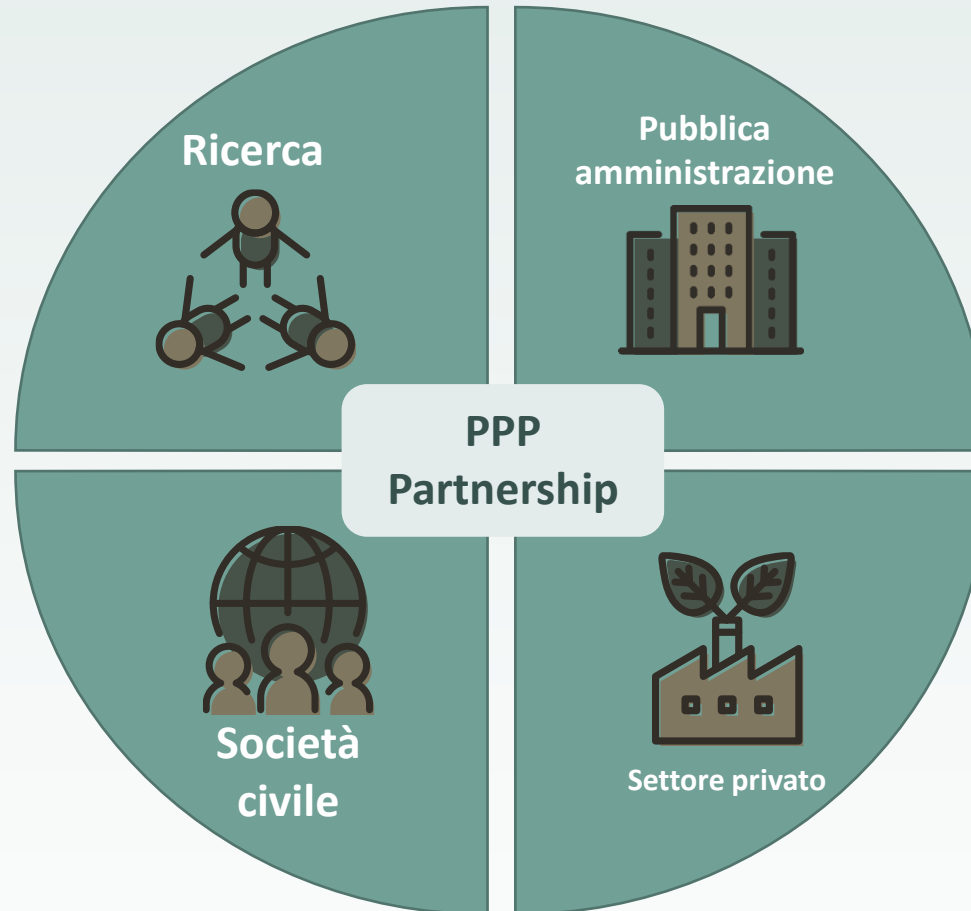 Ricerca
Pubblica
amministrazione
PPP
Partnership
Società
civile
Settore privato